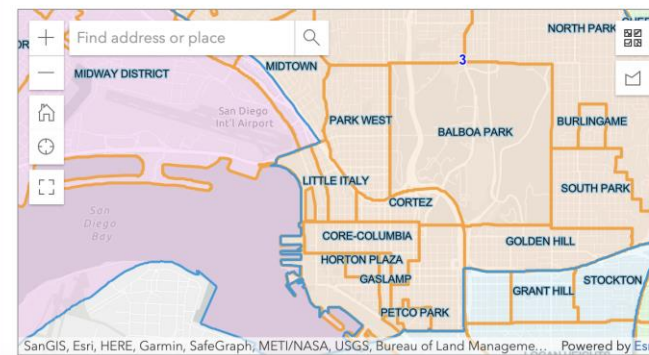 Find address or place
NORTH PARK
3
MIDTOWN
MIDWAY DISTRICT
San Diego
Int'l Airport
PARK WEST
BALBOA PARK
BURLINGAME
LITTLE ITALY
SOUTH PARK
CORTEZ
San
Diego
Bay
CORE-COLUMBIA
GOLDEN HILL
HORTON PLAZA
GASLAMP
GRANT HILL
STOCKTON
PETCO PARK
SanGIS, Esri, HERE, Garmin, SafeGraph, METI/NASA, USGS, Bureau of Land Manageme... Powered by Esri